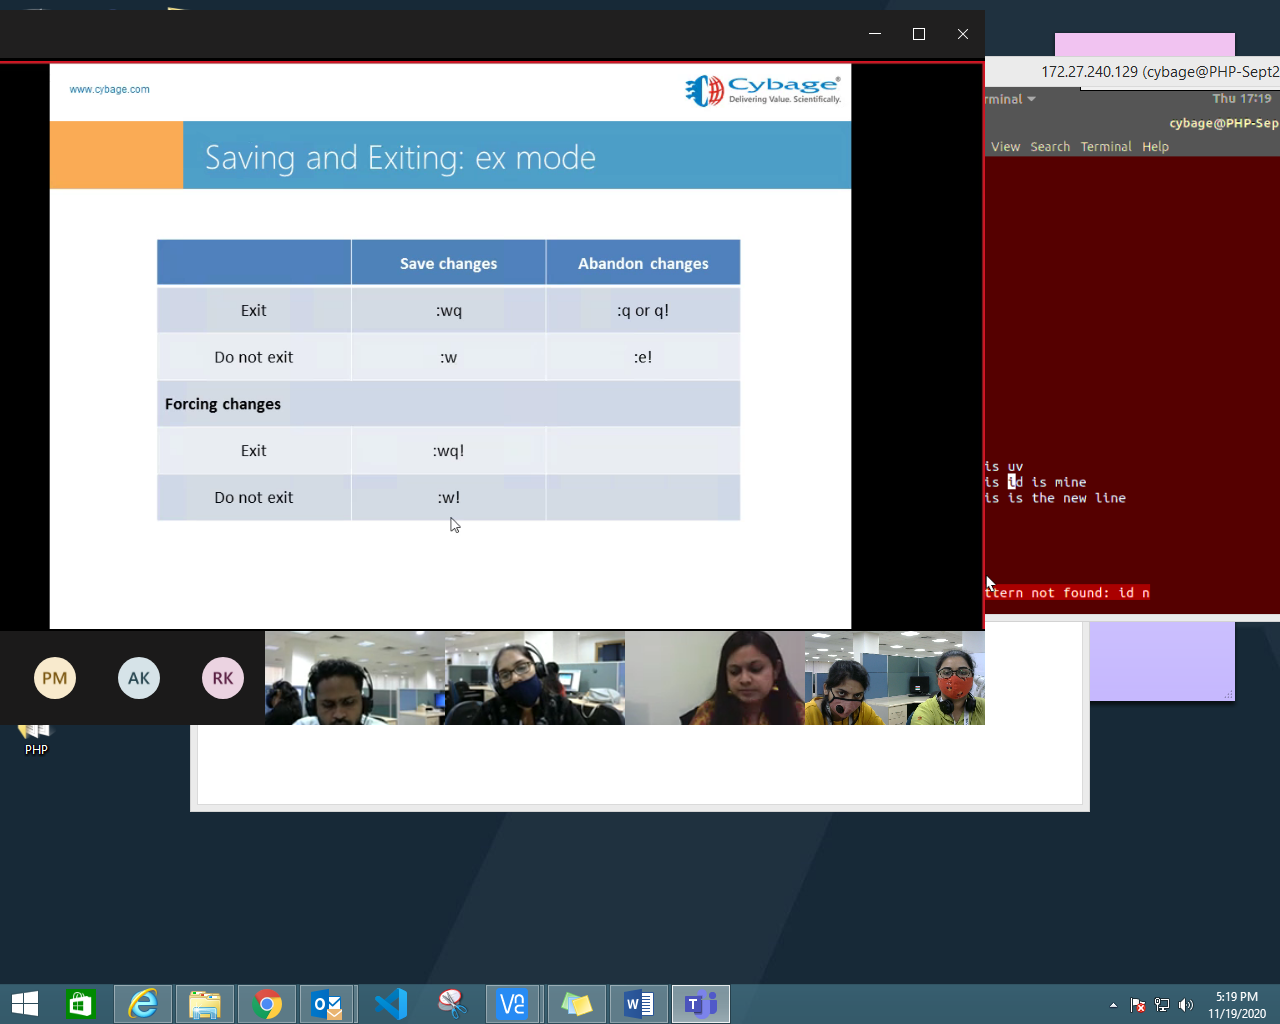 www.cybage.com
Cybage®
Delivering Value. Scientifically.
Saving and Exiting: ex mode
Save changes
Abandon changes
Exit
:wq
:q or q!
Do not exit
:w
:e!
Forcing changes
Exit
:wq!
Do not exit
:w!
PM
AK
RK
172.27.240.129 (cybage@PHP-Sept2
rminal
Thu 17:19
cybage@PHP-Sep
View Search Terminal Help
is uv
is id is mine
is is the new line
ttern not found: id n
PHP
5:19 PM
11/19/2020